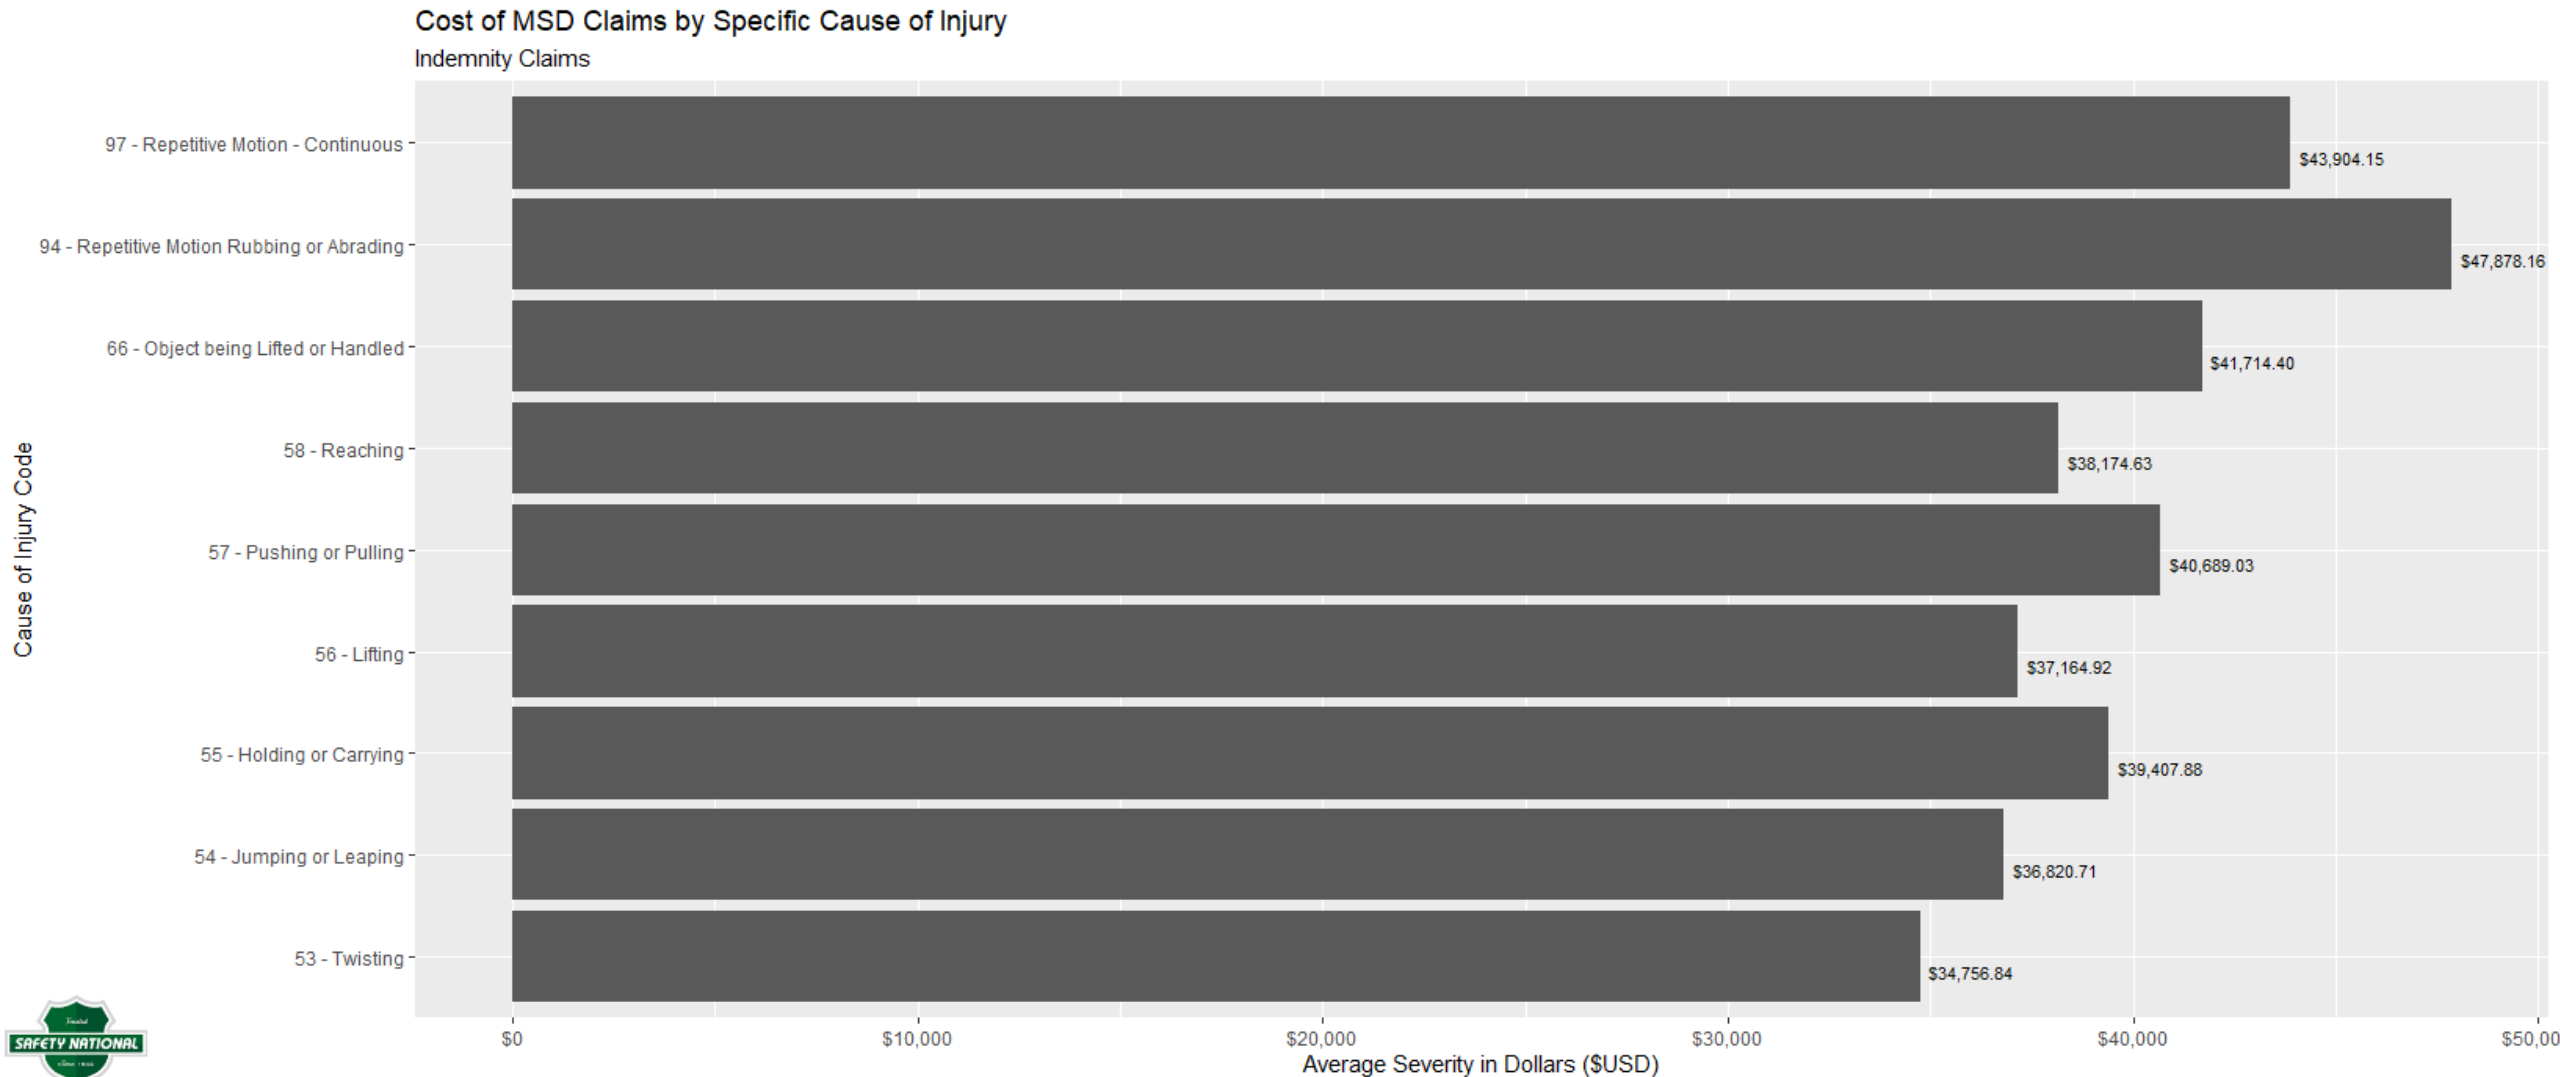 Cost of MSD Claims by Specific Cause of Injury
Indemnity Claims
Cause of Injury Code
97 - Repetitive Motion - Continuous
$43,904.15
94 - Repetitive Motion Rubbing or Abrading
$47,878.16
66 - Object being Lifted or Handled
$41,714.40
58 - Reaching
$38,174.63
57 - Pushing or Pulling
$40,689.03
56 - Lifting
$37,164.92
55 - Holding or Carrying
$39,407.88
54 - Jumping or Leaping
$36,820.71
53 - Twisting
$34,756.84
$0 $10,000 $20,000 $30,000 $40,000 $50,00
Average Severity in Dollars ($USD)
Trusted
SAFETY NATIONAL